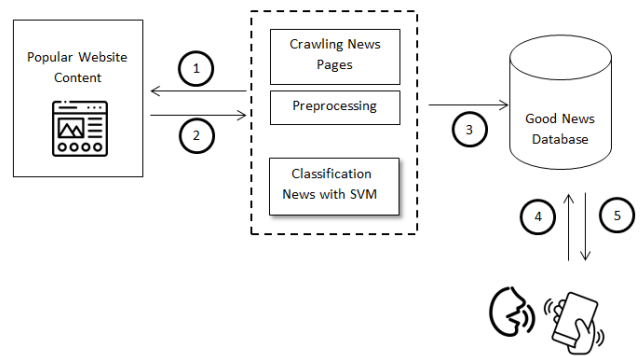 Popular Website
Content
1
2
Crawling News
Pages
Preprocessing
Classification
News with SVM
3
Good News
Database
4
5